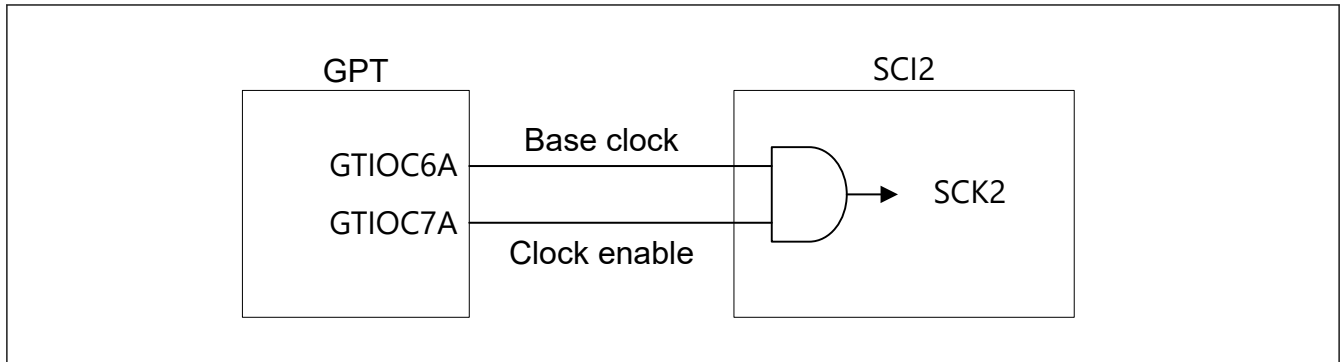 GPT
SCI2
Base clock
GTIOC6A
SCK2
GTIOC7A
Clock enable